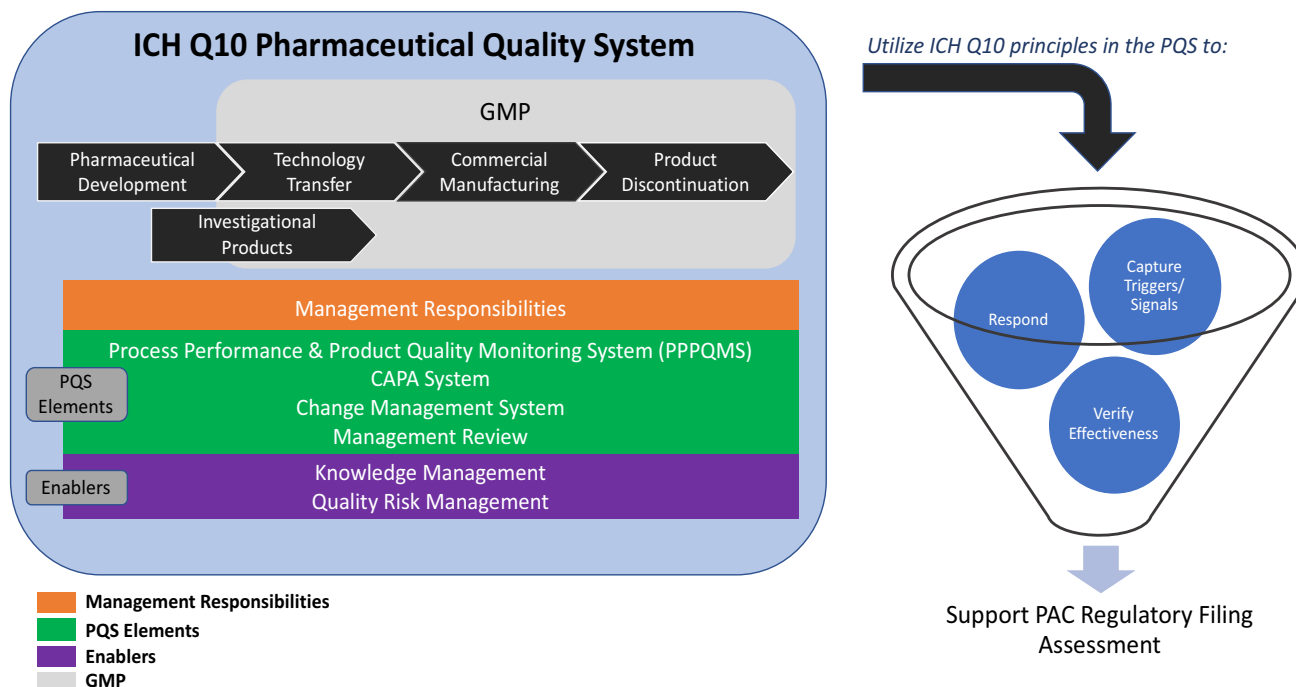 ICH Q10 Pharmaceutical Quality System
GMP
Pharmaceutical
Development
Technology
Transfer
Commercial
Manufacturing
Product
Discontinuation
Investigational
Products
Management Responsibilities
Process Performance & Product Quality Monitoring System (PPPQMS)
CAPA System
Change Management System
Management Review
PQS
Elements
Knowledge Management
Quality Risk Management
Enablers
Management Responsibilities
PQS Elements
Enablers
GMP
Utilize ICH Q10 principles in the PQS to:
Capture
Triggers/
Signals
Respond
Verify
Effectiveness
Support PAC Regulatory Filing
Assessment